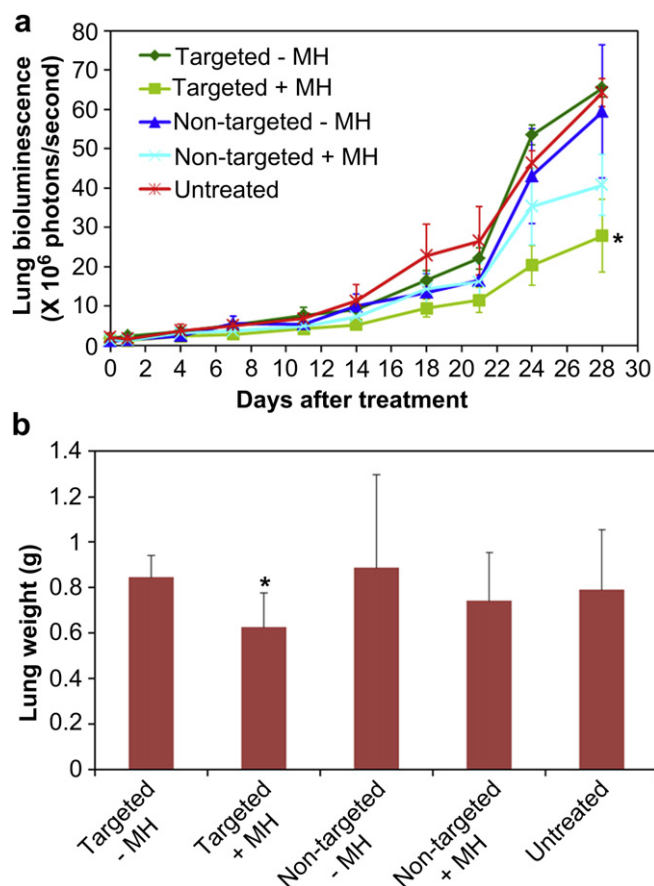 a
80
70
60
50
40
30
20
10
0
Lung bioluminescence
(X 10⁶ photons/second)
Targeted - MH
Targeted + MH
Non-targeted - MH
Non-targeted + MH
Untreated
*
0 2 4 6 8 10 12 14 16 18 20 22 24 26 28 30
Days after treatment
b
1.4
1.2
1
0.8
0.6
0.4
0.2
0
Lung weight (g)
*
Targeted
- MH
Targeted
+ MH
Non-targeted
- MH
Non-targeted
+ MH
Untreated